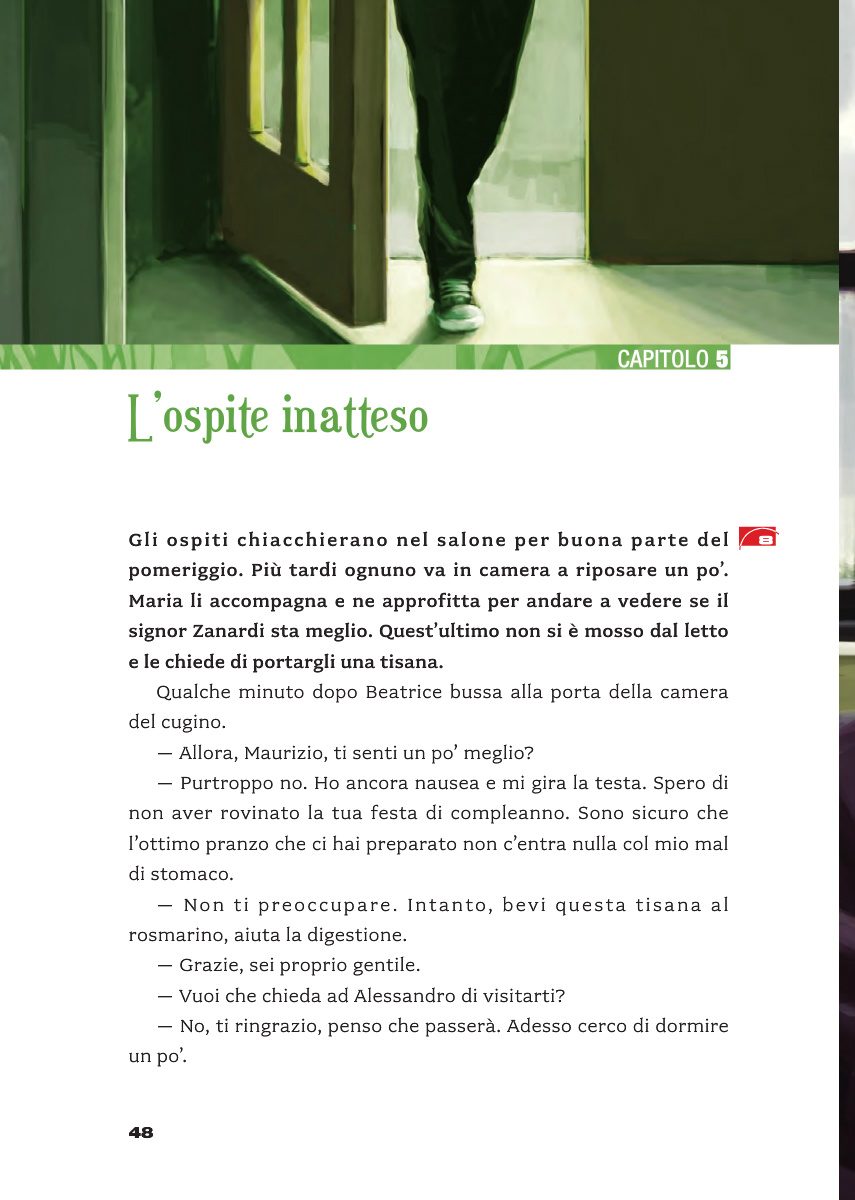 CAPITOLO 5
L'ospite inatteso
Gli ospiti chiacchierano nel salone per buona parte del
8
pomeriggio. Più tardi ognuno va in camera a riposare un po'.
Maria li accompagna e ne approfitta per andare a vedere se il
signor Zanardi sta meglio. Quest'ultimo non si è mosso dal letto
e le chiede di portargli una tisana.
Qualche minuto dopo Beatrice bussa alla porta della camera
del cugino.
— Allora, Maurizio, ti senti un po' meglio?
— Purtroppo no. Ho ancora nausea e mi gira la testa. Spero di
non aver rovinato la tua festa di compleanno. Sono sicuro che
l'ottimo pranzo che ci hai preparato non c'entra nulla col mio mal
di stomaco.
— Non ti preoccupare. Intanto, bevi questa tisana al
rosmarino, aiuta la digestione.
— Grazie, sei proprio gentile.
— Vuoi che chieda ad Alessandro di visitarti?
— No, ti ringrazio, penso che passerà. Adesso cerco di dormire
un po'.
48